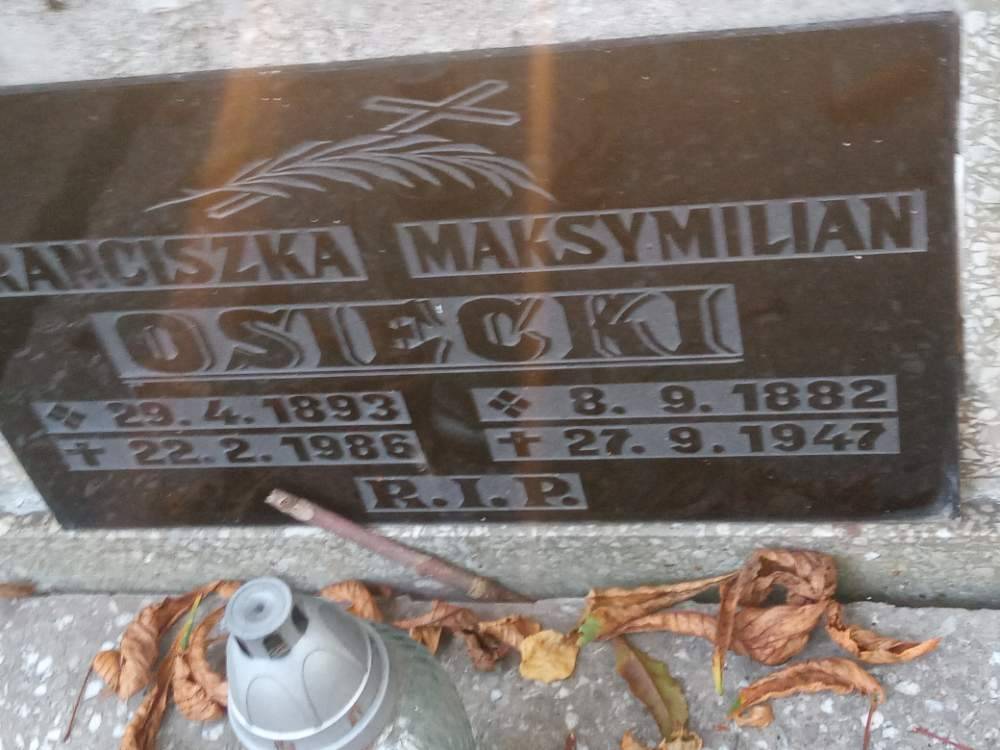 RANCISZKA MAKSYMILIAN
OSIECKI
29. 4. 1893 8. 9. 1882
✝ 22. 2. 1986 ✝ 27. 9. 1947
R. I. P.